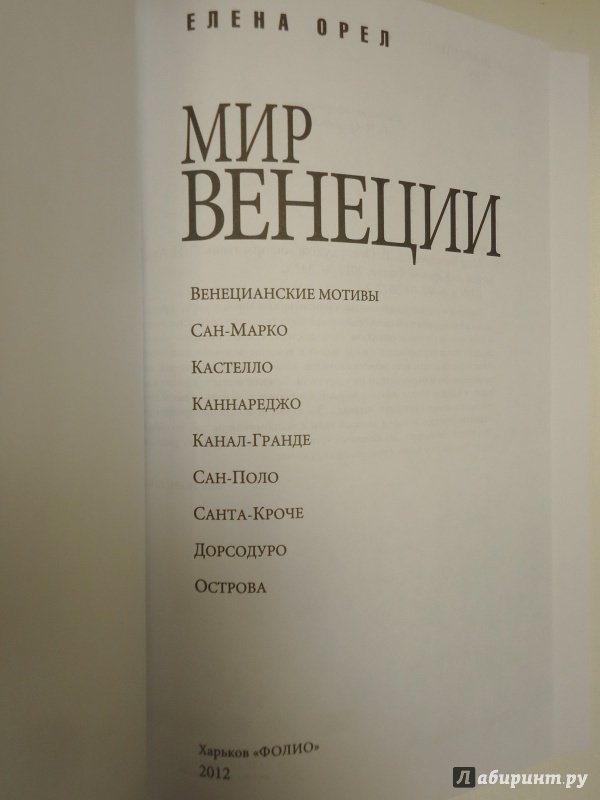 ЕЛЕНА ОРЕЛ
МИР
ВЕНЕЦИИ
ВЕНЕЦИАНСКИЕ МОТИВЫ
САН-МАРКО
КАСТЕЛЛО
КАННАРЕДЖО
КАНАЛ-ГРАНДЕ
САН-ПОЛО
САНТА-КРОЧЕ
ДОРСОДУРО
ОСТРОВА
Харьков «ФОЛИО»
2012
Лабиринт.ру